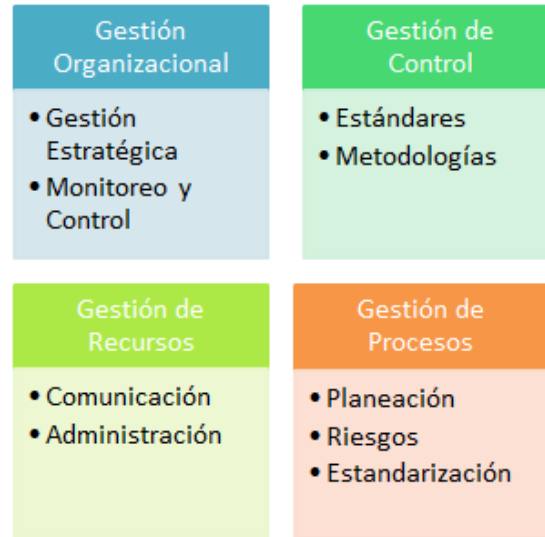 Gestión
Organizacional
• Gestión
Estratégica
• Monitoreo y
Control
Gestión de
Control
• Estándares
• Metodologías
Gestión de
Recursos
• Comunicación
• Administración
Gestión de
Procesos
• Planeación
• Riesgos
• Estandarización